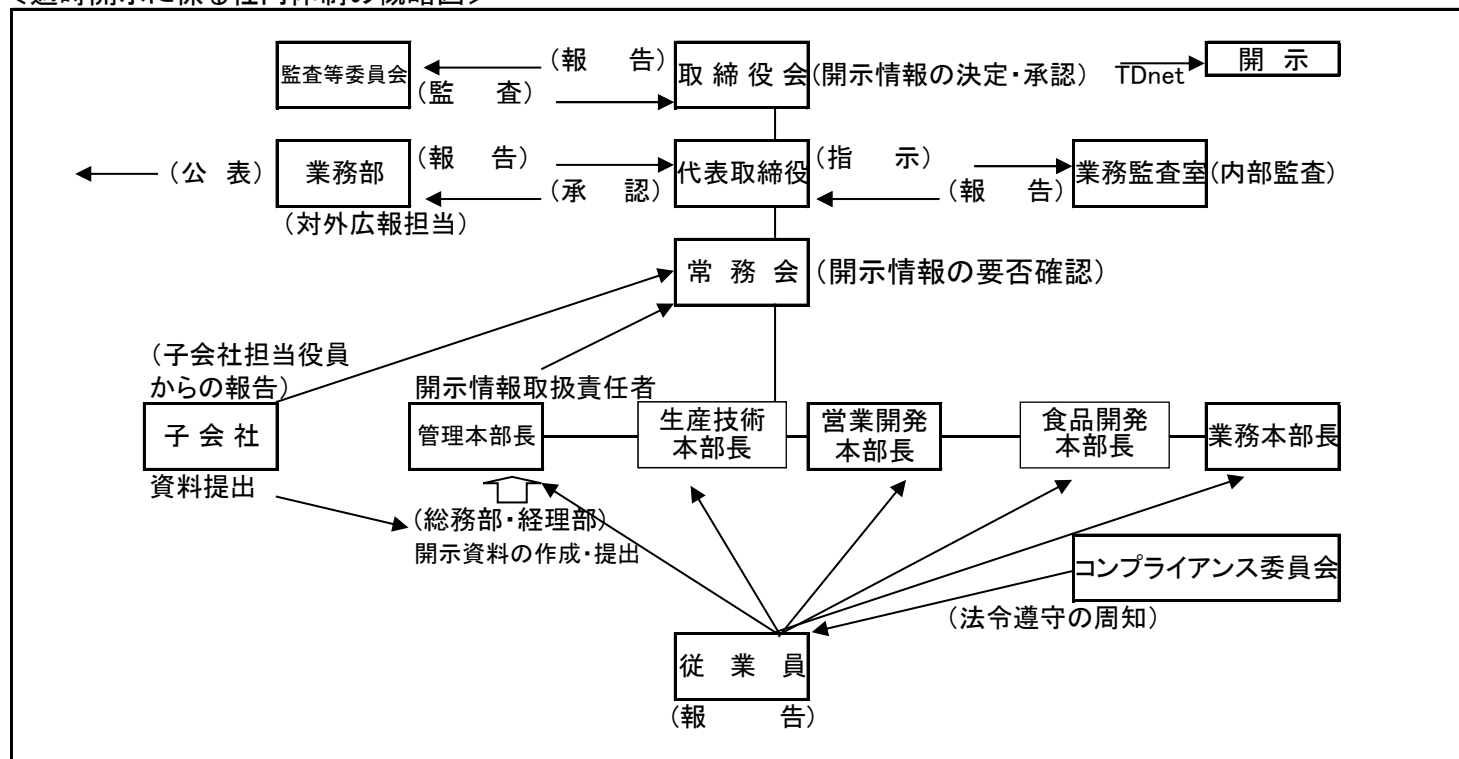 監査等委員会
(報 告)
(監 査)
取締役会
(開示情報の決定・承認)
TDnet
開 示
(公 表)
業務部
(対外広報担当)
(報 告)
(承 認)
代表取締役
(指 示)
(報 告)
業務監査室
(内部監査)
常 務 会
(開示情報の要否確認)
(子会社担当役員
からの報告)
開示情報取扱責任者
子 会 社
管理本部長
生産技術
本部長
営業開発
本部長
食品開発
本部長
業務本部長
資料提出
(総務部・経理部)
開示資料の作成・提出
コンプライアンス委員会
(法令遵守の周知)
従 業 員
(報 告)